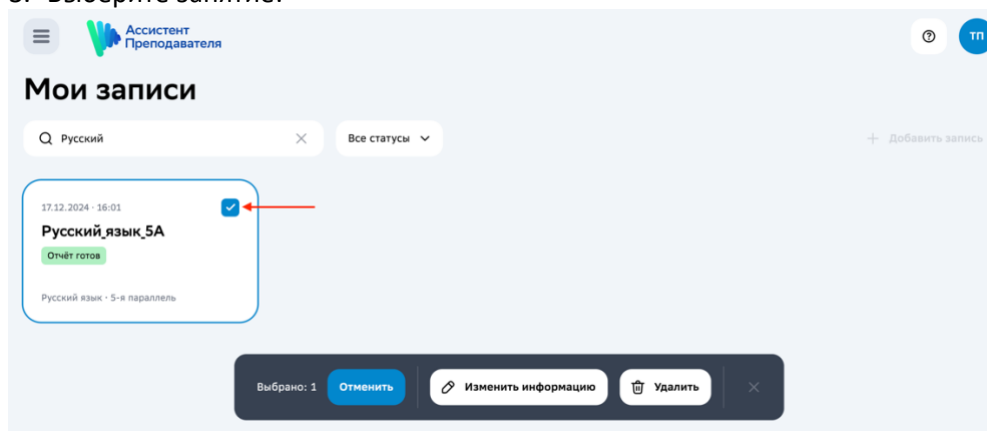 Ассистент
Преподавателя
ТП
Мои записи
Русский
Все статусы
+ Добавить запись
17.12.2024 · 16:01
Русский_язык_5А
Отчёт готов
Русский язык · 5-я параллель
Выбрано: 1 Отменить Изменить информацию Удалить